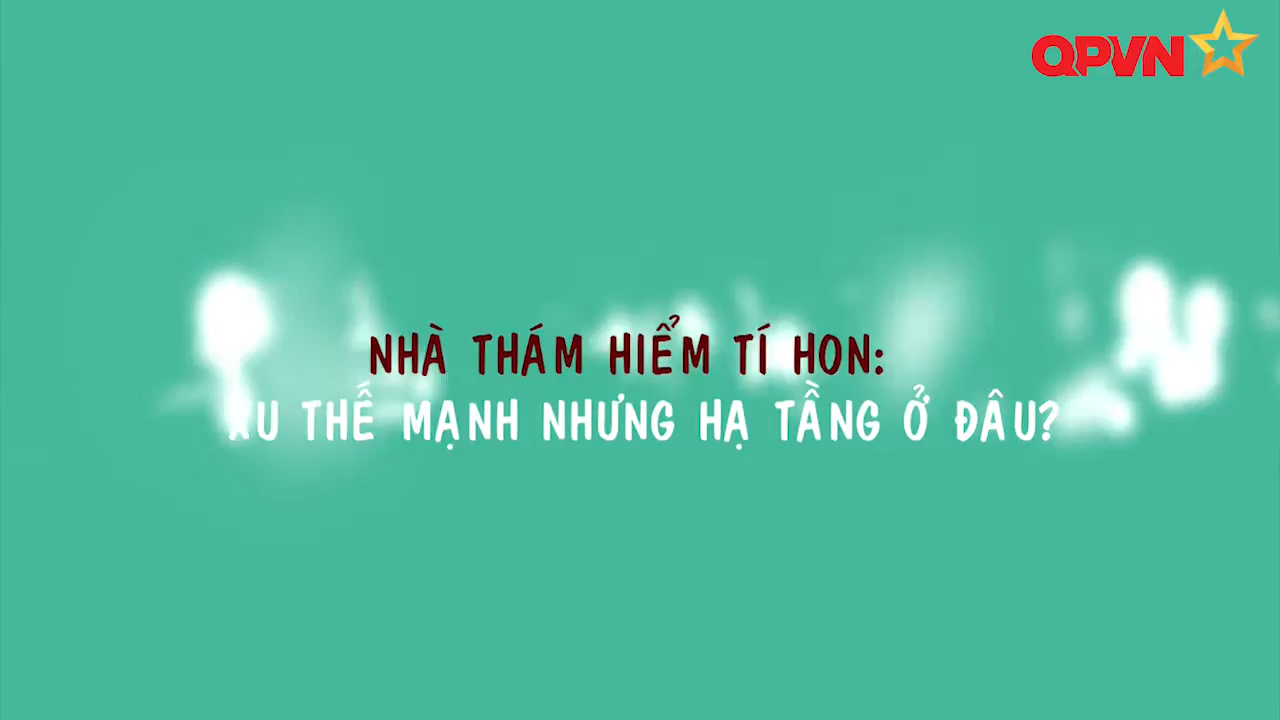 QPVN
NHÀ THÁM HIỂM TÍ HON:
XU THẾ MẠNH NHƯNG HẠ TẦNG Ở ĐÂU?